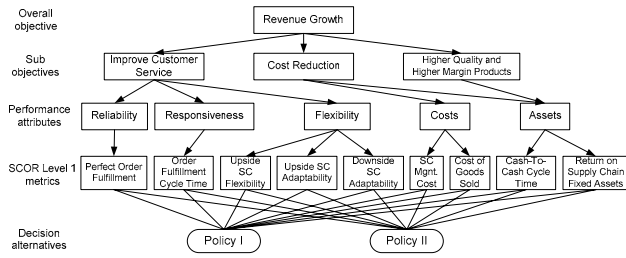 Overall
objective
Revenue Growth
Sub
objectives
Improve Customer
Service
Cost Reduction
Higher Quality and
Higher Margin Products
Performance
attributes
Reliability
Responsiveness
Flexibility
Costs
Assets
SCOR Level 1
metrics
Perfect Order
Fulfillment
Order
Fulfillment
Cycle Time
Upside
SC
Flexibility
Upside SC
Adaptability
Downside
SC
Adaptability
SC
Mgnt.
Cost
Cost of
Goods
Sold
Cash-To-
Cash Cycle
Time
Return on
Supply Chain
Fixed Assets
Decision
alternatives
Policy I
Policy II